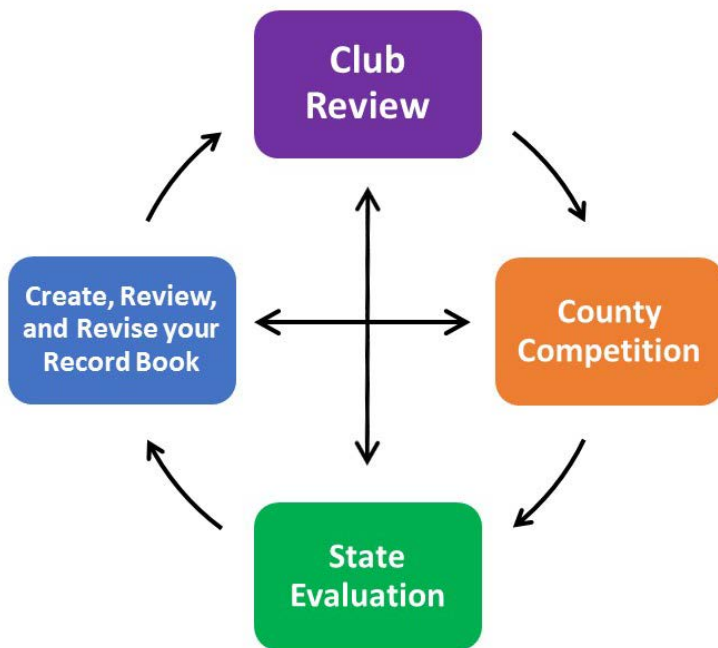 Club
Review
County
Competition
State
Evaluation
Create, Review,
and Revise your
Record Book